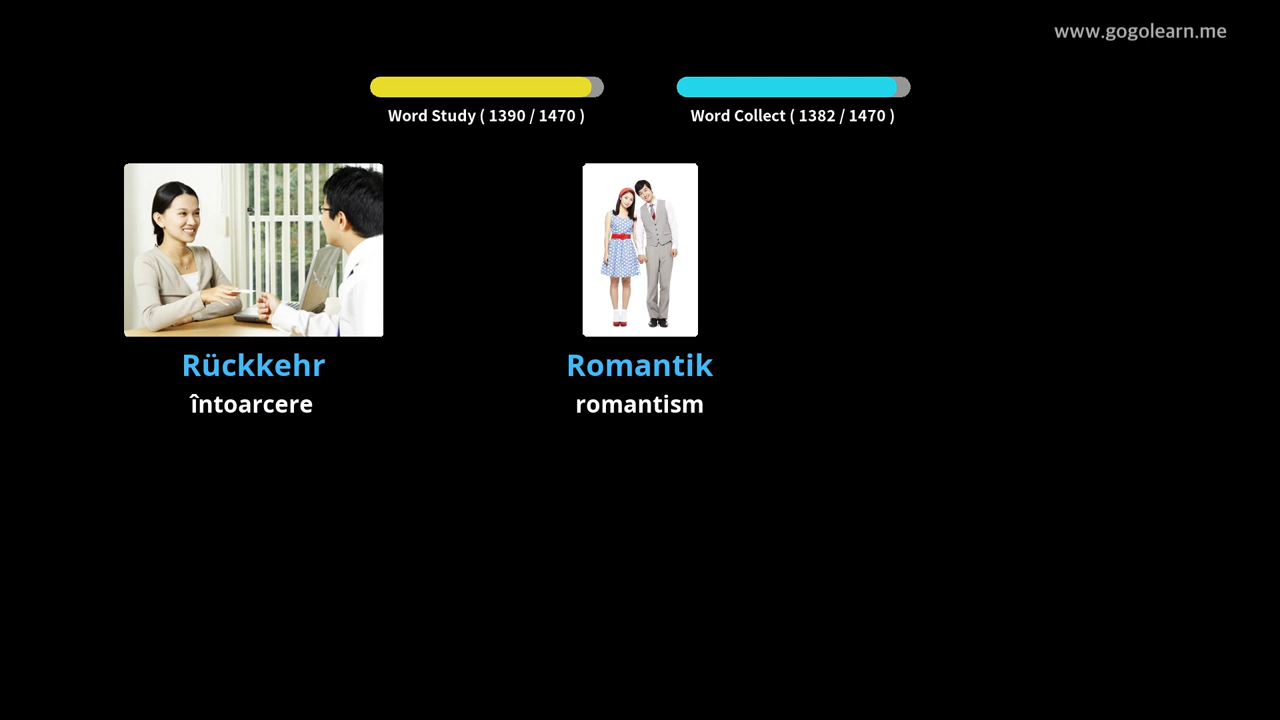 www.gogolearn.me
Word Study ( 1390 / 1470 )
Word Collect ( 1382 / 1470 )
Rückkehr
întoarcere
Romantik
romantism